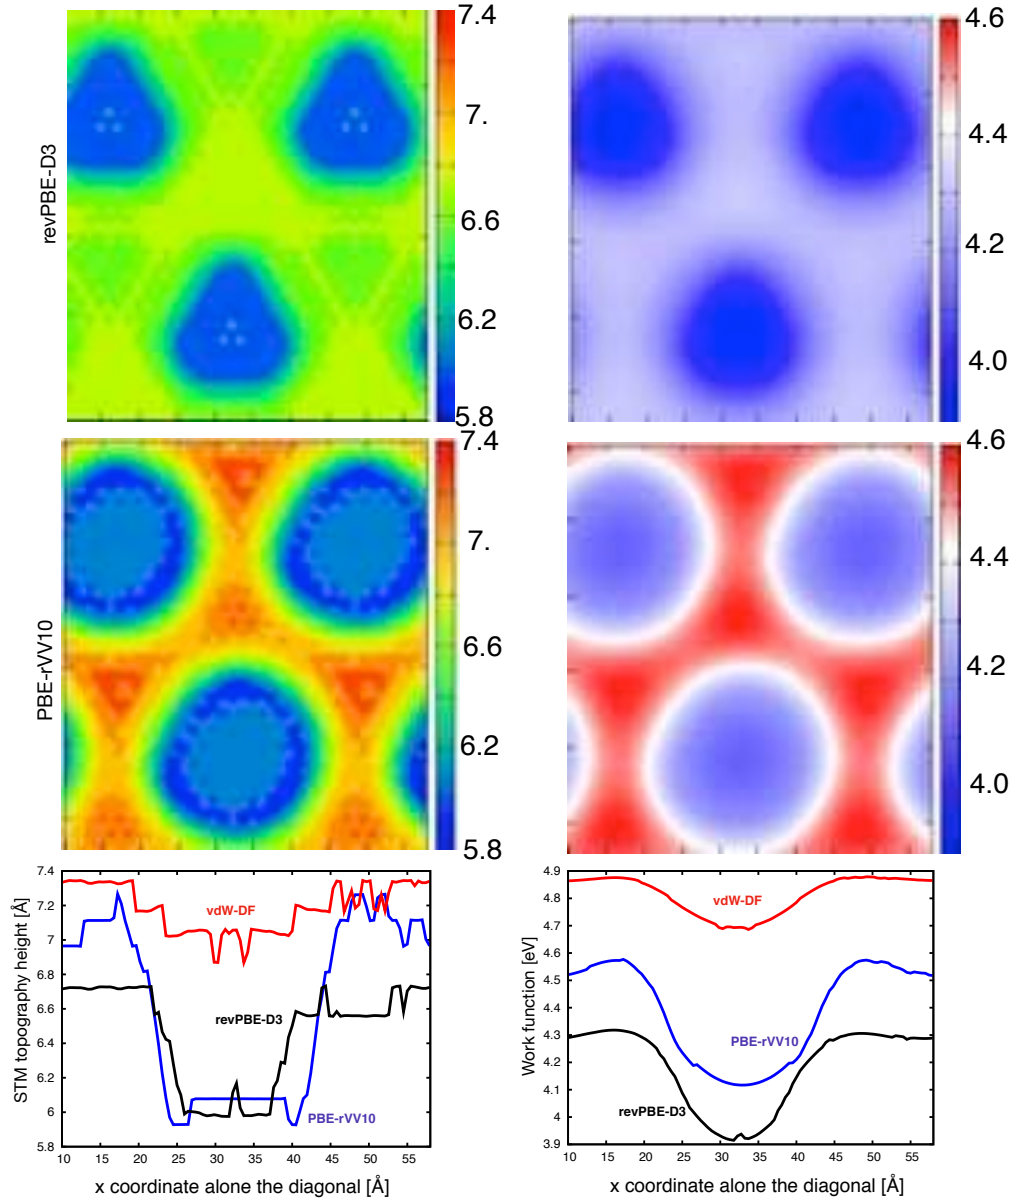 revPBE-D3
7.4
7.
6.6
6.2
5.8
4.6
4.4
4.2
4.0
PBE-rVV10
7.4
7.
6.6
6.2
5.8
4.6
4.4
4.2
4.0
STM topography height [Å]
7.4
7.2
7
6.8
6.6
6.4
6.2
6
5.8
vdW-DF
revPBE-D3
PBE-rVV10
10 15 20 25 30 35 40 45 50 55
x coordinate alone the diagonal [Å]
Work function [eV]
4.9
4.8
4.7
4.6
4.5
4.4
4.3
4.2
4.1
4
3.9
vdW-DF
PBE-rVV10
revPBE-D3
10 15 20 25 30 35 40 45 50 55
x coordinate alone the diagonal [Å]